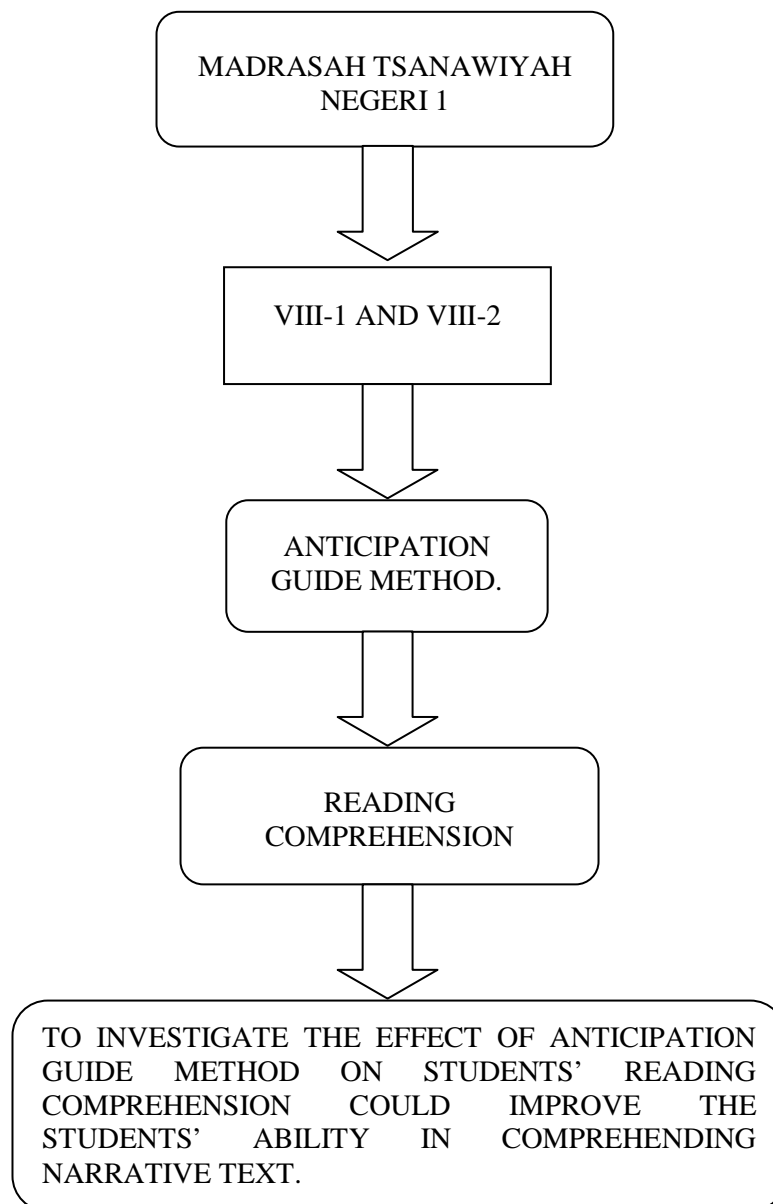 MADRASAH TSANAWIYAH
NEGERI 1
VIII-1 AND VIII-2
ANTICIPATION
GUIDE METHOD.
READING
COMPREHENSION
TO INVESTIGATE THE EFFECT OF ANTICIPATION
GUIDE METHOD ON STUDENTS’ READING
COMPREHENSION COULD IMPROVE THE
STUDENTS’ ABILITY IN COMPREHENDING
NARRATIVE TEXT.